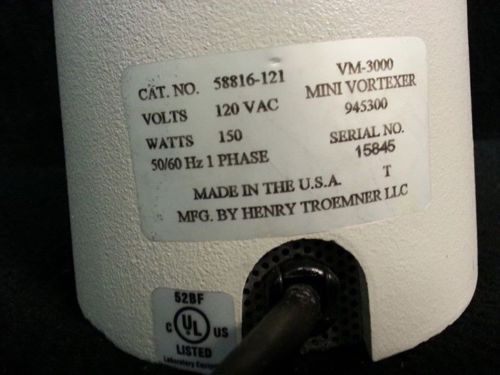 CAT. NO. 58816-121
VOLTS 120 VAC
WATTS 150
50/60 Hz 1 PHASE
VM-3000
MINI VORTEXER
945300
SERIAL NO.
15845
T
MADE IN THE U.S.A.
MFG. BY HENRY TROEMNER LLC
52BF
C UL US
LISTED
Laboratory